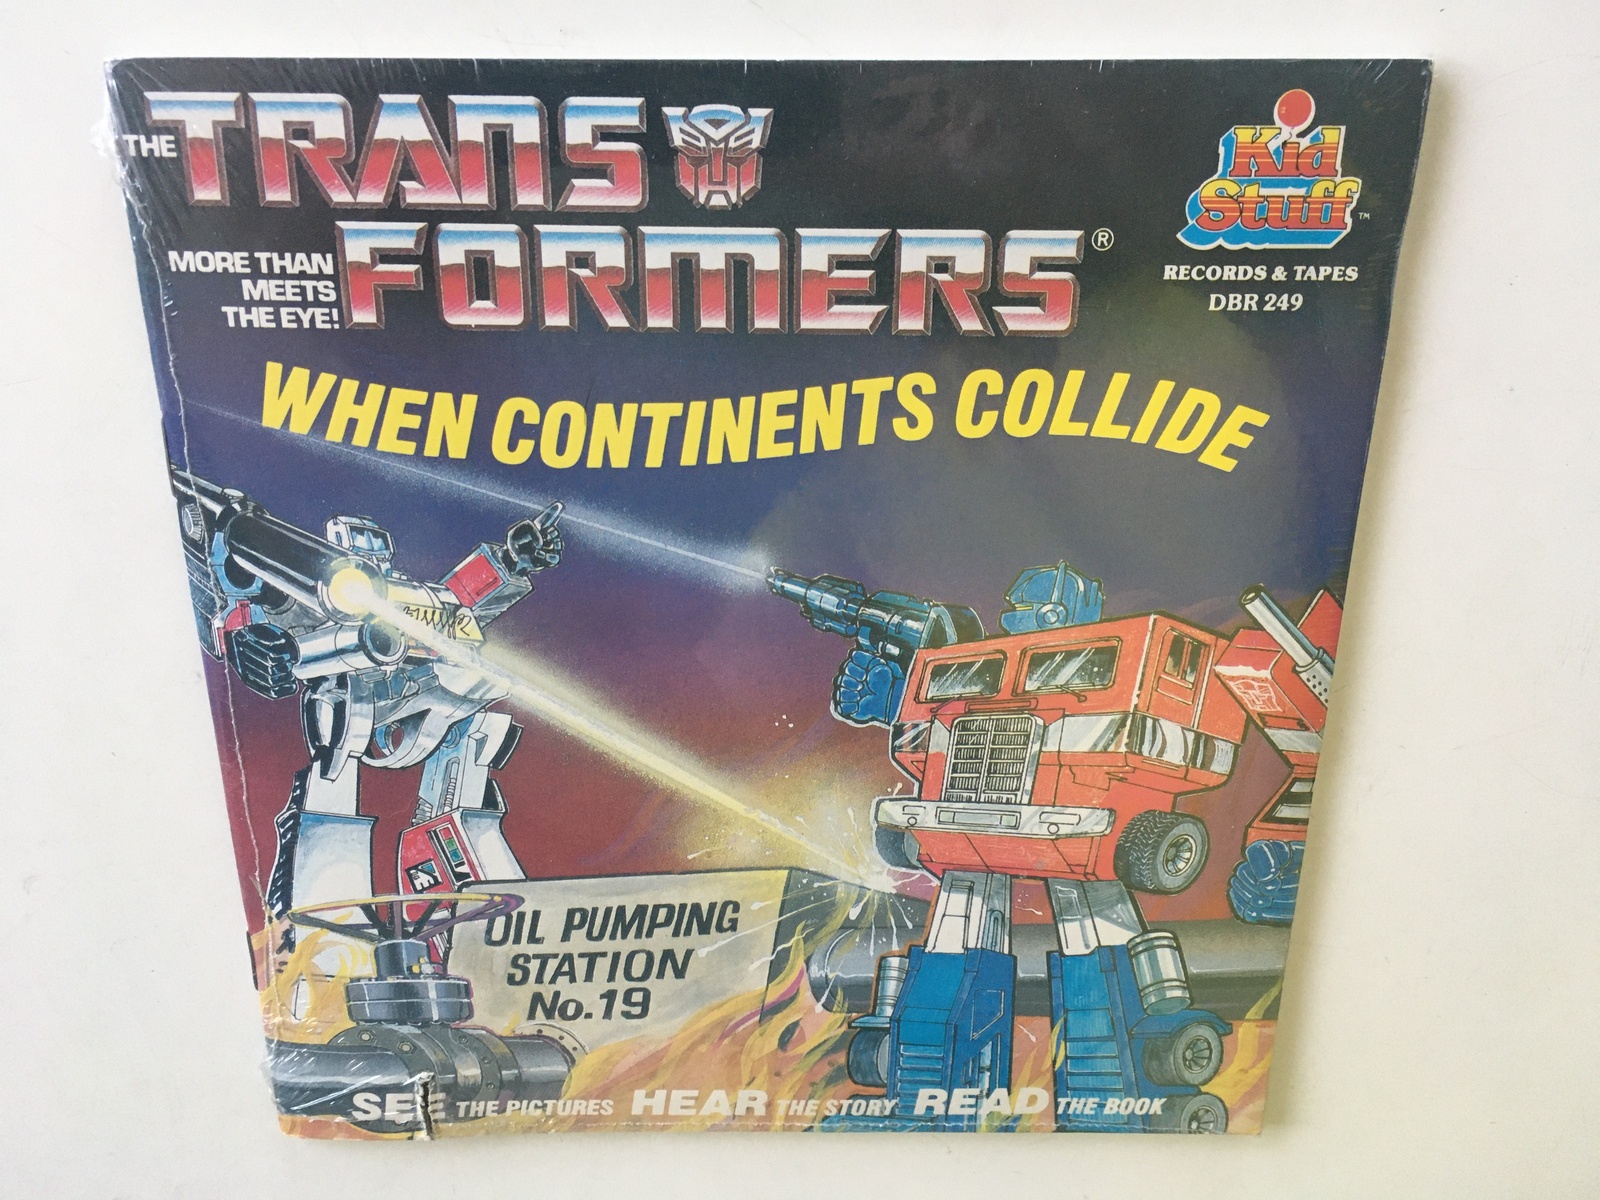 THE TRANS
FORMERS®
MORE THAN
MEETS
THE EYE!
Kid
Stuff™
RECORDS & TAPES
DBR 249
WHEN CONTINENTS COLLIDE
OIL PUMPING
STATION
No.19
SEE THE PICTURES HEAR THE STORY READ THE BOOK